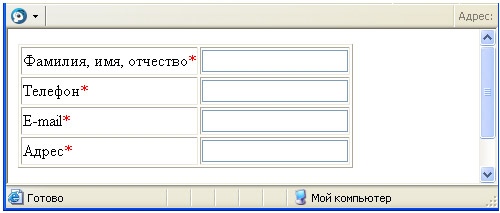 Адрес:
Фамилия, имя, отчество*
Телефон*
E-mail*
Адрес*
Готово
Мой компьютер